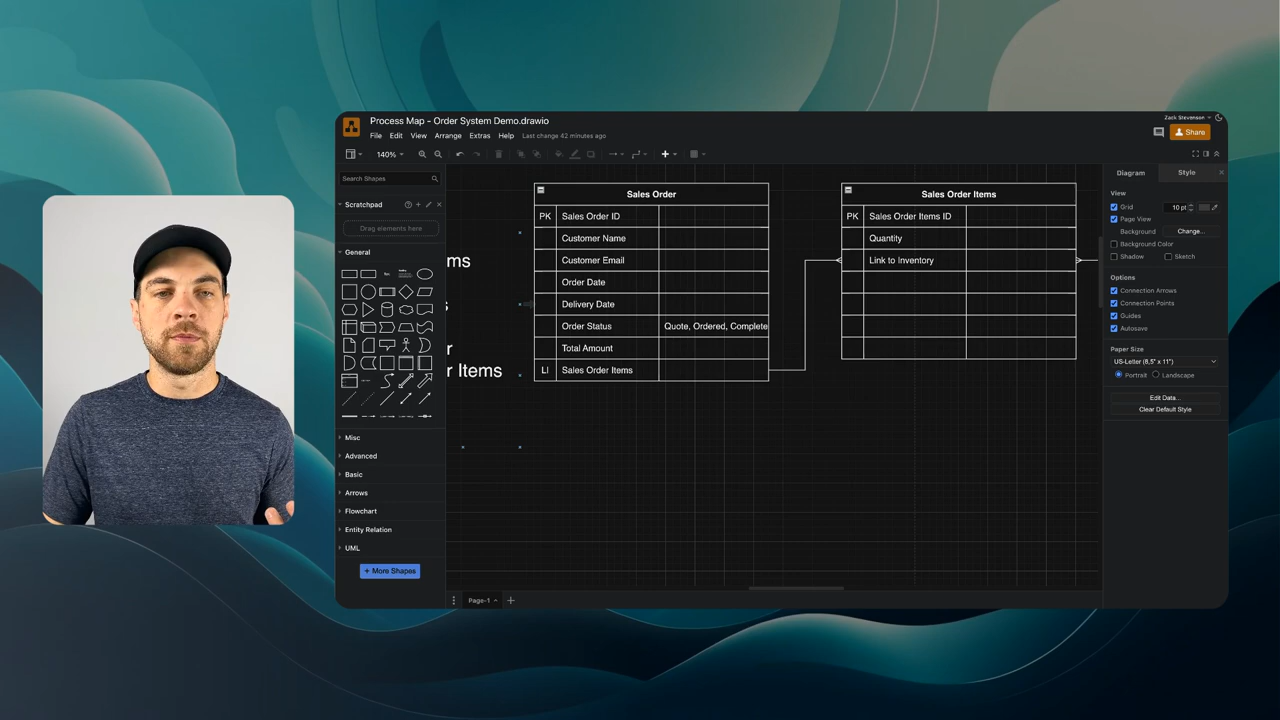 Process Map - Order System Demo.drawio
Zack Stevenson
File Edit View Arrange Extras Help Last change 42 minutes ago
Share
140%
Search Shapes
Scratchpad
Drag elements here
General
Misc
Advanced
Basic
Arrows
Flowchart
Entity Relation
UML
+ More Shapes
ms
s
r
r Items
Sales Order
PK Sales Order ID
Customer Name
Customer Email
Order Date
Delivery Date
Order Status Quote, Ordered, Complete
Total Amount
LI Sales Order Items
Sales Order Items
PK Sales Order Items ID
Quantity
Link to Inventory
Page-1
Diagram Style
View
Grid 10 pt
Page View
Background Change...
Background Color
Shadow Sketch
Options
Connection Arrows
Connection Points
Guides
Autosave
Paper Size
US-Letter (8,5" x 11")
Portrait Landscape
Edit Data...
Clear Default Style